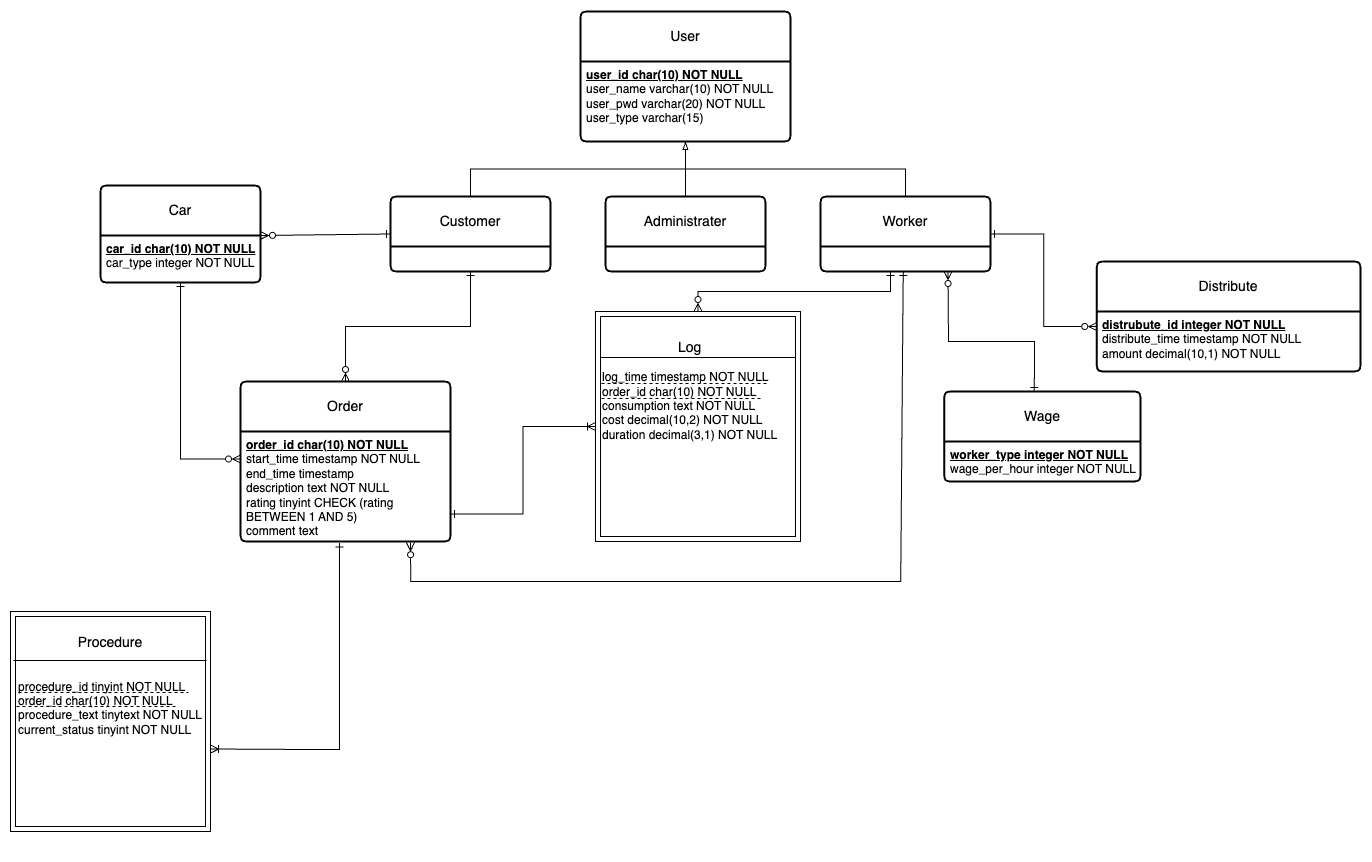 User
user_id char(10) NOT NULL
user_name varchar(10) NOT NULL
user_pwd varchar(20) NOT NULL
user_type varchar(15)
Car
car_id char(10) NOT NULL
car_type integer NOT NULL
Customer
Administrater
Worker
Distribute
distrubute_id integer NOT NULL
distribute_time timestamp NOT NULL
amount decimal(10,1) NOT NULL
Log
log_time timestamp NOT NULL
order_id char(10) NOT NULL
consumption text NOT NULL
cost decimal(10,2) NOT NULL
duration decimal(3,1) NOT NULL
Order
order_id char(10) NOT NULL
start_time timestamp NOT NULL
end_time timestamp
description text NOT NULL
rating tinyint CHECK (rating
BETWEEN 1 AND 5)
comment text
Wage
worker_type integer NOT NULL
wage_per_hour integer NOT NULL
Procedure
procedure_id tinyint NOT NULL
order_id char(10) NOT NULL
procedure_text tinytext NOT NULL
current_status tinyint NOT NULL